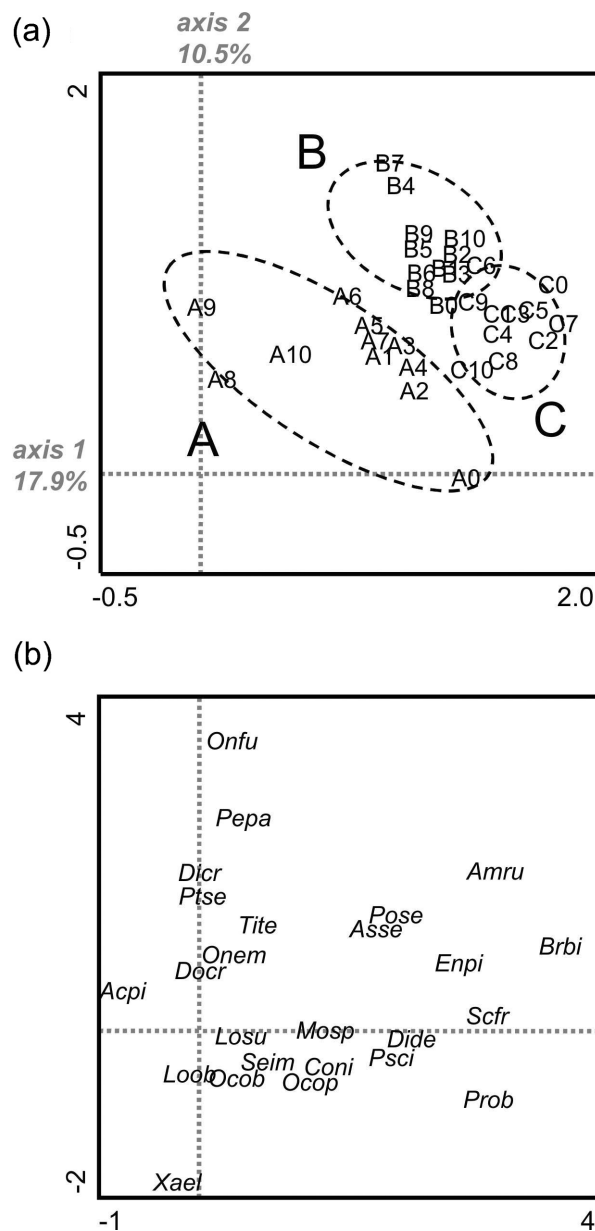 (a)
axis 2
10.5%
2
B
B7
B4
B9
B10
B5
B2
B3
C6
B6
B8
B0
C9
C0
A6
A9
C3
C5
C7
A5
A7
A3
C4
C2
A10
A1
C8
A4
C10
A8
A2
C
A
axis 1
17.9%
A0
-0.5
-0.5
2.0
(b)
4
Onfu
Pepa
Dicr
Amru
Ptse
Pose
Tite
Asse
Brbi
Onem
Enpi
Docr
Acpi
Scfr
Mosp
Losu
Dide
Psci
Seim
Coni
Loob
Ocob
Ocop
Prob
Xael
-2
-1
4